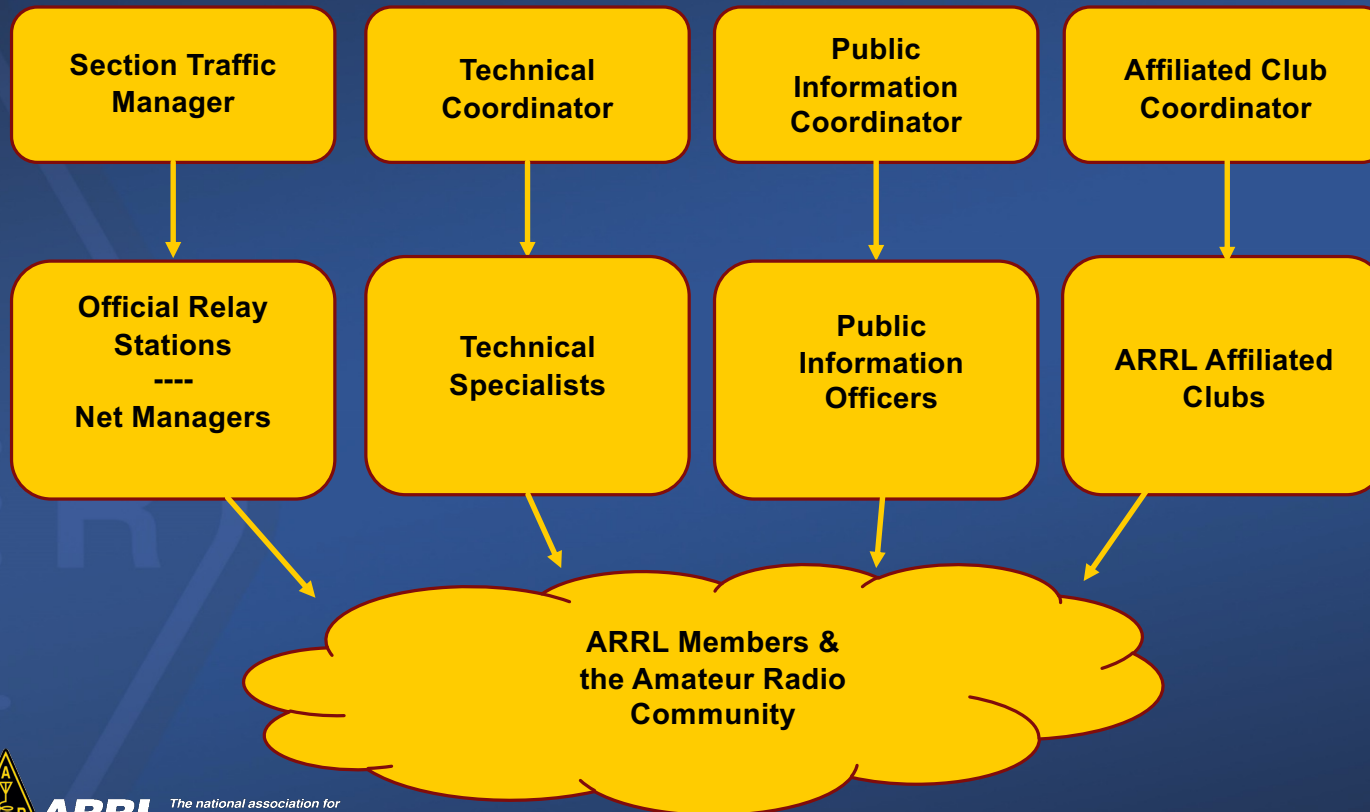 Section Traffic
Manager
Technical
Coordinator
Public
Information
Coordinator
Affiliated Club
Coordinator
Official Relay
Stations
----
Net Managers
Technical
Specialists
Public
Information
Officers
ARRL Affiliated
Clubs
ARRL Members &
the Amateur Radio
Community
A
R
ARRL
The national association for